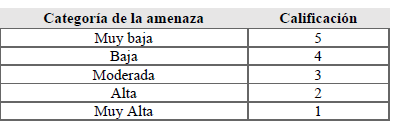 Categoría de la amenaza Calificación
Muy baja 5
Baja 4
Moderada 3
Alta 2
Muy Alta 1